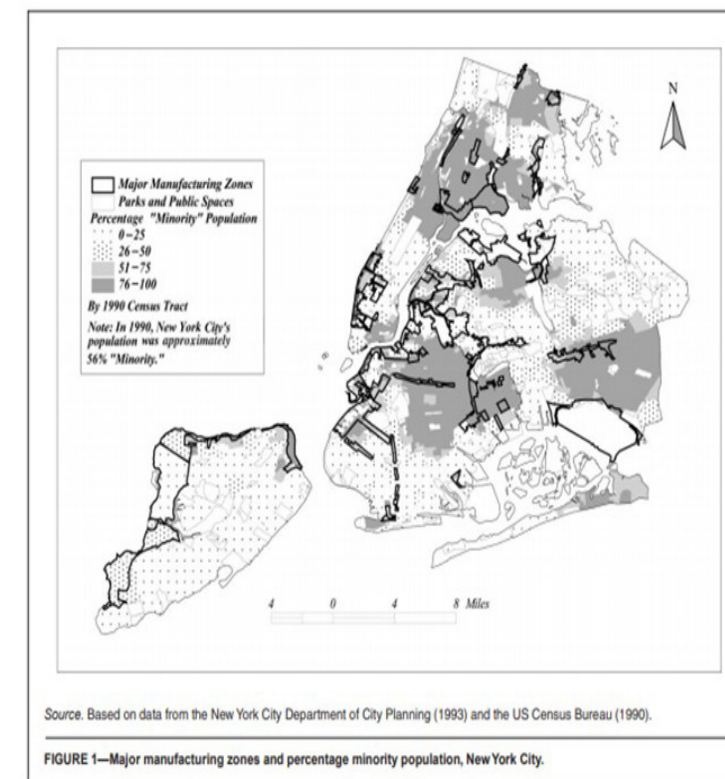 N
Major Manufacturing Zones
Parks and Public Spaces
Percentage "Minority" Population
0–25
26–50
51–75
76–100
By 1990 Census Tract
Note: In 1990, New York City's
population was approximately
56% "Minority."
4 0 4 8 Miles
Source. Based on data from the New York City Department of City Planning (1993) and the US Census Bureau (1990).
FIGURE 1—Major manufacturing zones and percentage minority population, New York City.